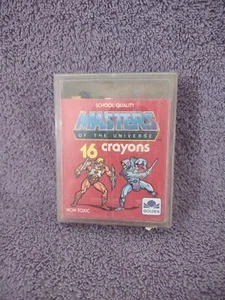 SCHOOL QUALITY
MASTERS
OF THE UNIVERSE
16 crayons
NON-TOXIC
GOLDEN